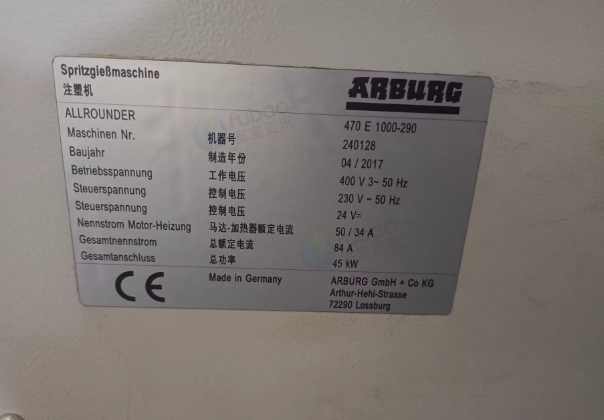 Spritzgießmaschine
注塑机
ARBURG
ALLROUNDER 470 E 1000-290
Maschinen Nr. 机器号 240128
Baujahr 制造年份 04 / 2017
Betriebsspannung 工作电压 400 V 3~ 50 Hz
Steuerspannung 控制电压 230 V ~ 50 Hz
Steuerspannung 控制电压 24 V=
Nennstrom Motor-Heizung 马达-加热器额定电流 50 / 34 A
Gesamtnennstrom 总额定电流 84 A
Gesamtanschluss 总功率 45 kW
CE Made in Germany ARBURG GmbH + Co KG
Arthur-Hehl-Strasse
72290 Lossburg
fubao